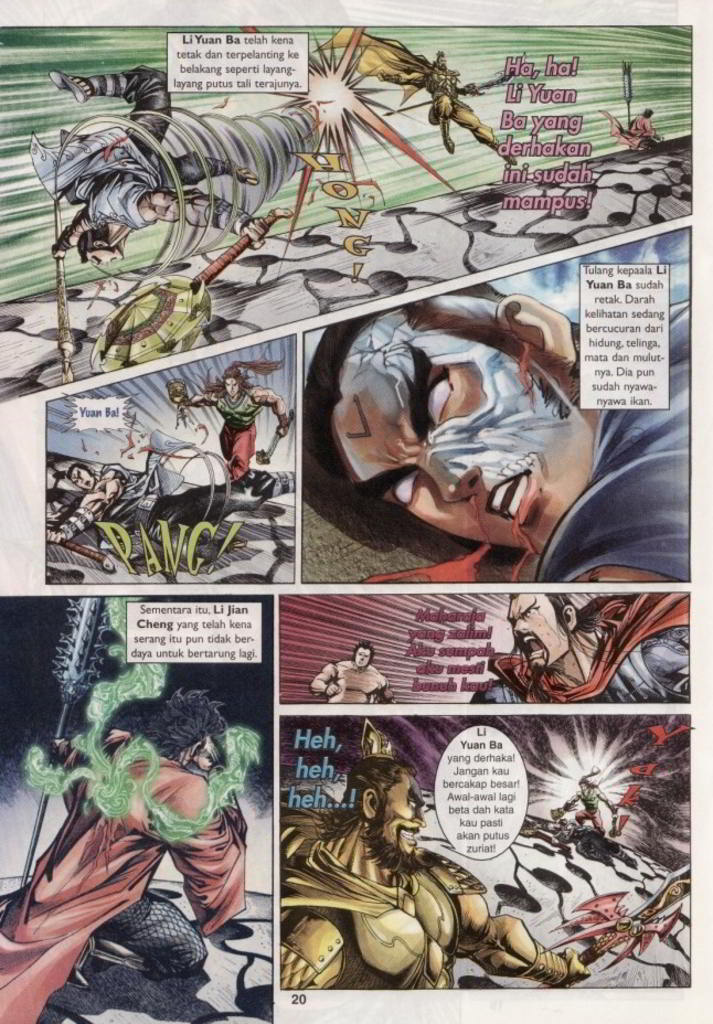 Li Yuan Ba telah kena
tetak dan terpelanting ke
belakang seperti layang-
layang putus tali terajunya.
Ha, ha!
Li Yuan
Ba yang
derhakan
ini sudah
mampus!
HONG!
Tulang kepaala Li
Yuan Ba sudah
retak. Darah
kelihatan sedang
bercucuran dari
hidung, telinga,
mata dan mulut-
nya. Dia pun
sudah nyawa-
nyawa ikan.
Yuan Ba!
PANG!
Sementara itu, Li Jian
Cheng yang telah kena
serang itu pun tidak ber-
daya untuk bertarung lagi.
Maharaja
yang zalim!
Aku sumpah
aku mesti
bunuh kau!
Heh,
heh,
heh...!
Li
Yuan Ba
yang derhaka!
Jangan kau
bercakap besar!
Awal-awal lagi
beta dah kata
kau pasti
akan putus
zuriat!
20